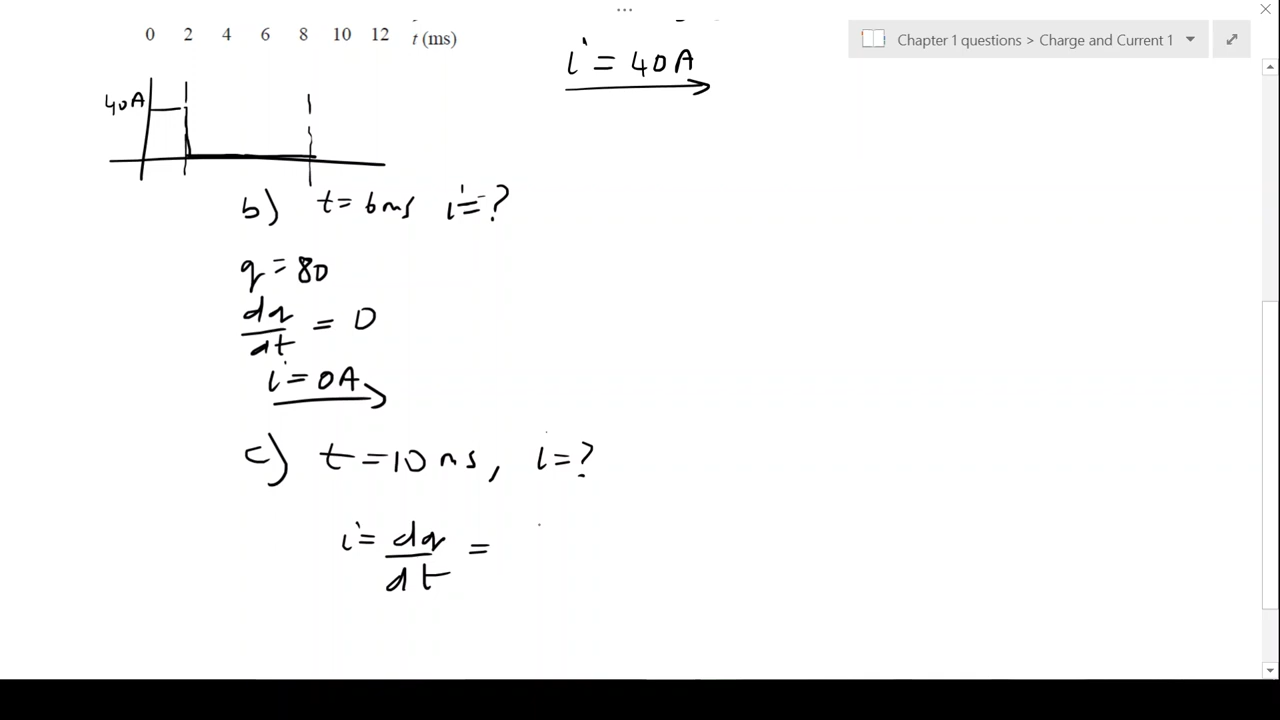 ...
Chapter 1 questions > Charge and Current 1
0 2 4 6 8 10 12 t (ms)
i = 40A
40A
b) t = 6ms i = ?
q = 80
dq/dt = 0
i = 0A
c) t = 10ms, i = ?
i = dq/dt =